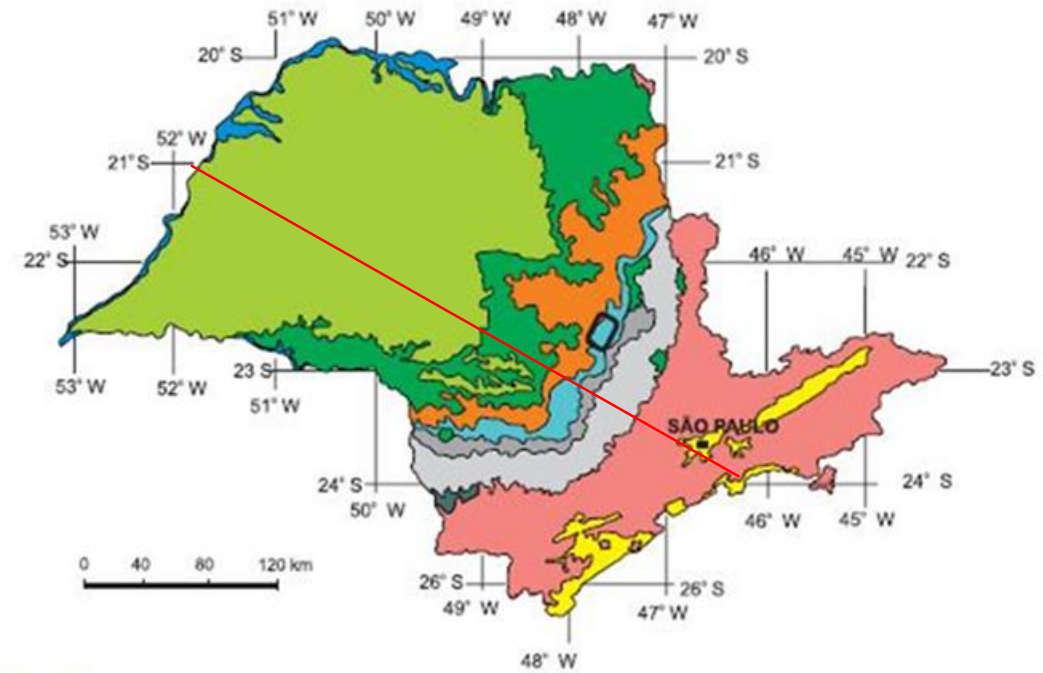 51° W 50° W 49° W 48° W 47° W
20° S 20° S
52° W
21° S 21° S
53° W
22° S 46° W 45° W 22° S
23 S 23° S
53° W 52° W
51° W
SÃO PAULO
24° S 24° S
50° W 46° W 45° W
0 40 80 120 km
26° S 26° S
49° W 47° W
48° W